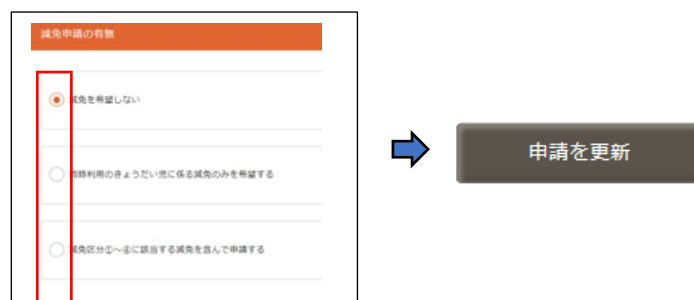 減免申請の有無
減免を希望しない
同時利用のきょうだい児に係る減免のみを希望する
減免区分①～④に該当する減免を含んで申請する
申請を更新